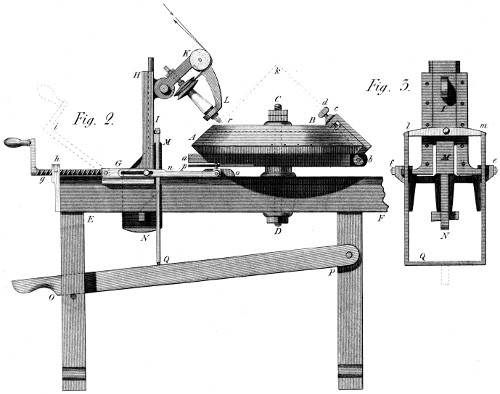 Fig. 2.
Fig. 3.
K
k
H
C
d
c
I
L
r
B
i
M
A
l
m
h
a
b
G
n
p
o
g
f
e
E
N
D
F
Q
O
P
I
M
N
Q